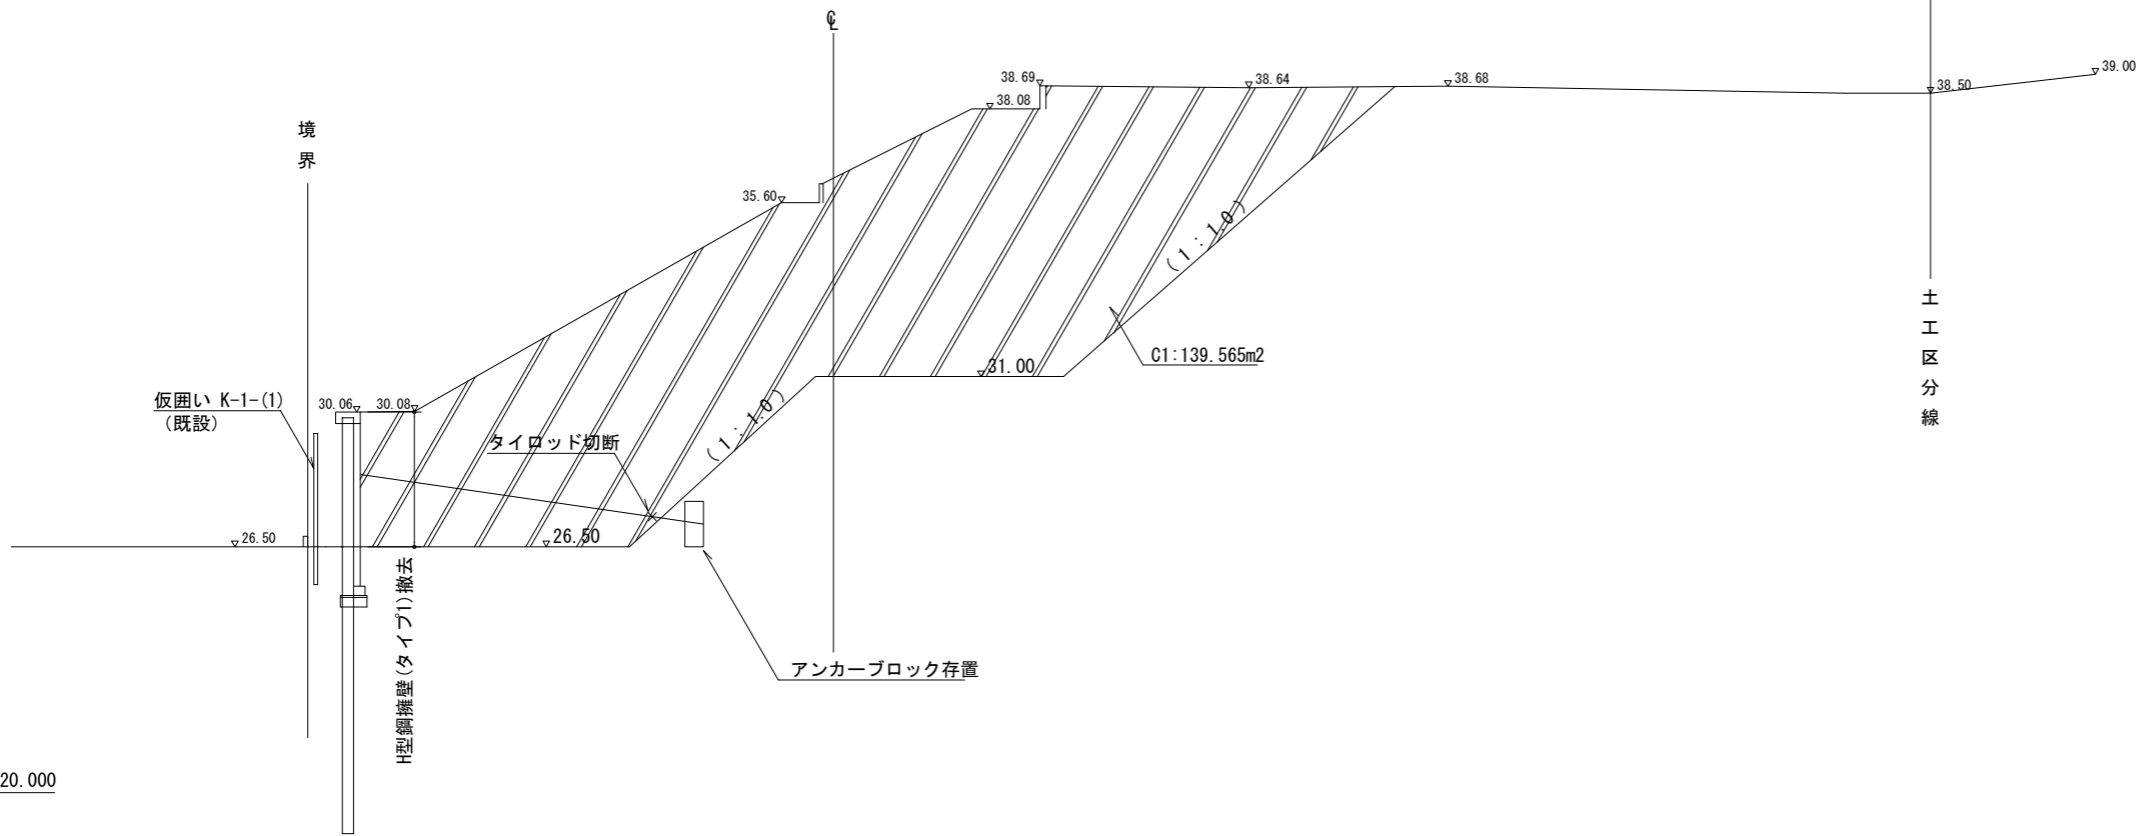 ℄
境界
38.69
38.08
38.64
38.68
38.50
39.00
35.60
(1:1.0)
土工区分線
C1:139.565m2
31.00
仮囲い K-1-(1)
(既設)
30.06
30.08
タイロッド切断
(1:1.0)
26.50
26.50
H型鋼擁壁(タイプ1)撤去
アンカーブロック存置
20.000